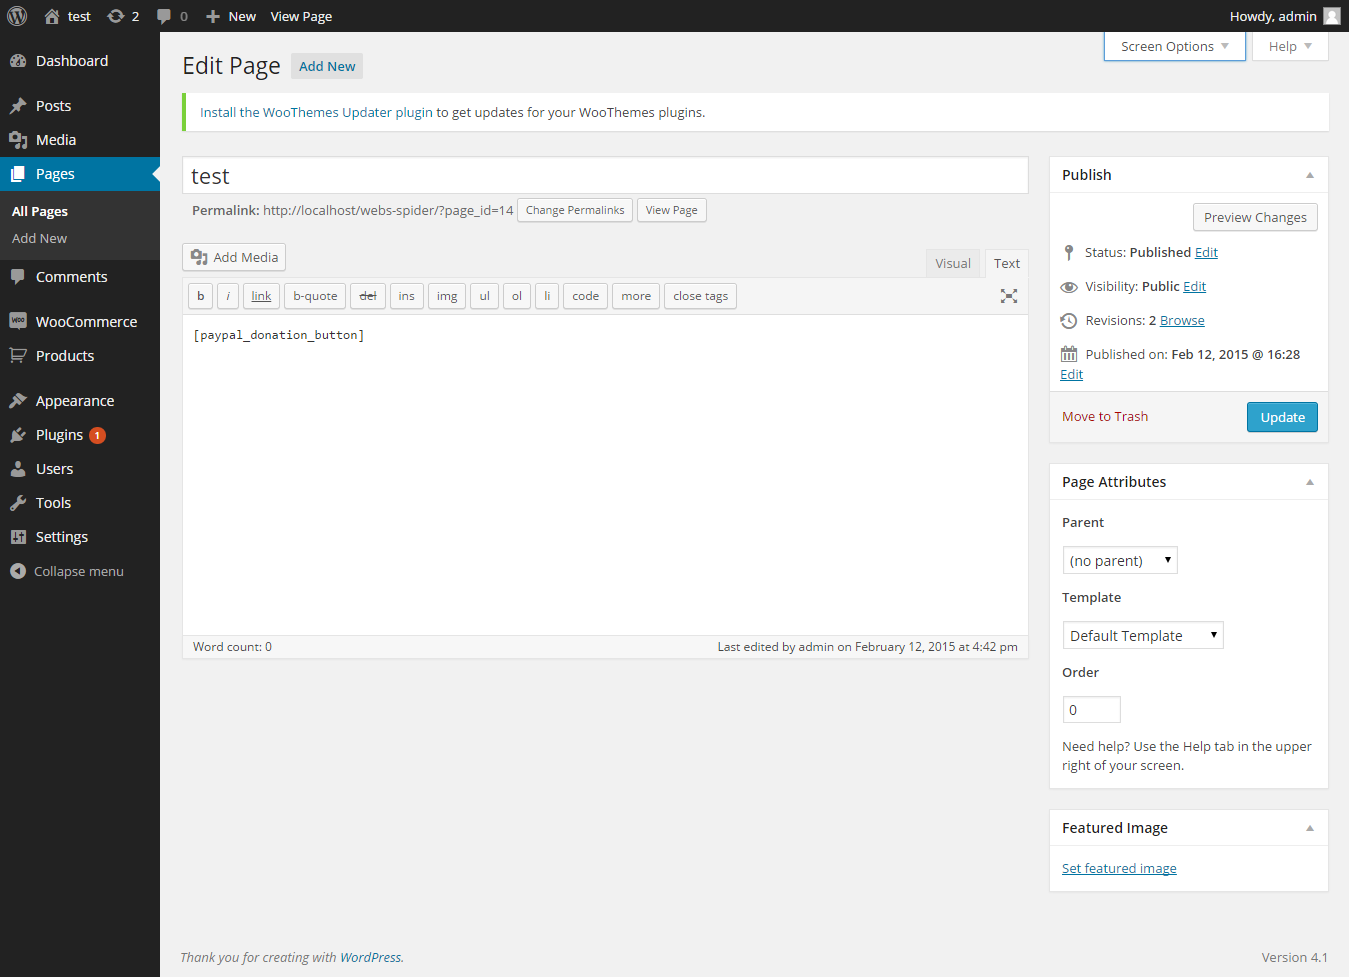 test 2 0 New View Page Howdy, admin
Screen Options Help
Dashboard
Posts
Media
Pages
All Pages
Add New
Comments
WooCommerce
Products
Appearance
Plugins 1
Users
Tools
Settings
Collapse menu
Edit Page Add New
Install the WooThemes Updater plugin to get updates for your WooThemes plugins.
test
Permalink: http://localhost/webs-spider/?page_id=14 Change Permalinks View Page
Add Media
Visual Text
b i link b-quote del ins img ul ol li code more close tags
[paypal_donation_button]
Word count: 0 Last edited by admin on February 12, 2015 at 4:42 pm
Publish
Preview Changes
Status: Published Edit
Visibility: Public Edit
Revisions: 2 Browse
Published on: Feb 12, 2015 @ 16:28
Edit
Move to Trash Update
Page Attributes
Parent
(no parent)
Template
Default Template
Order
0
Need help? Use the Help tab in the upper
right of your screen.
Featured Image
Set featured image
Thank you for creating with WordPress. Version 4.1